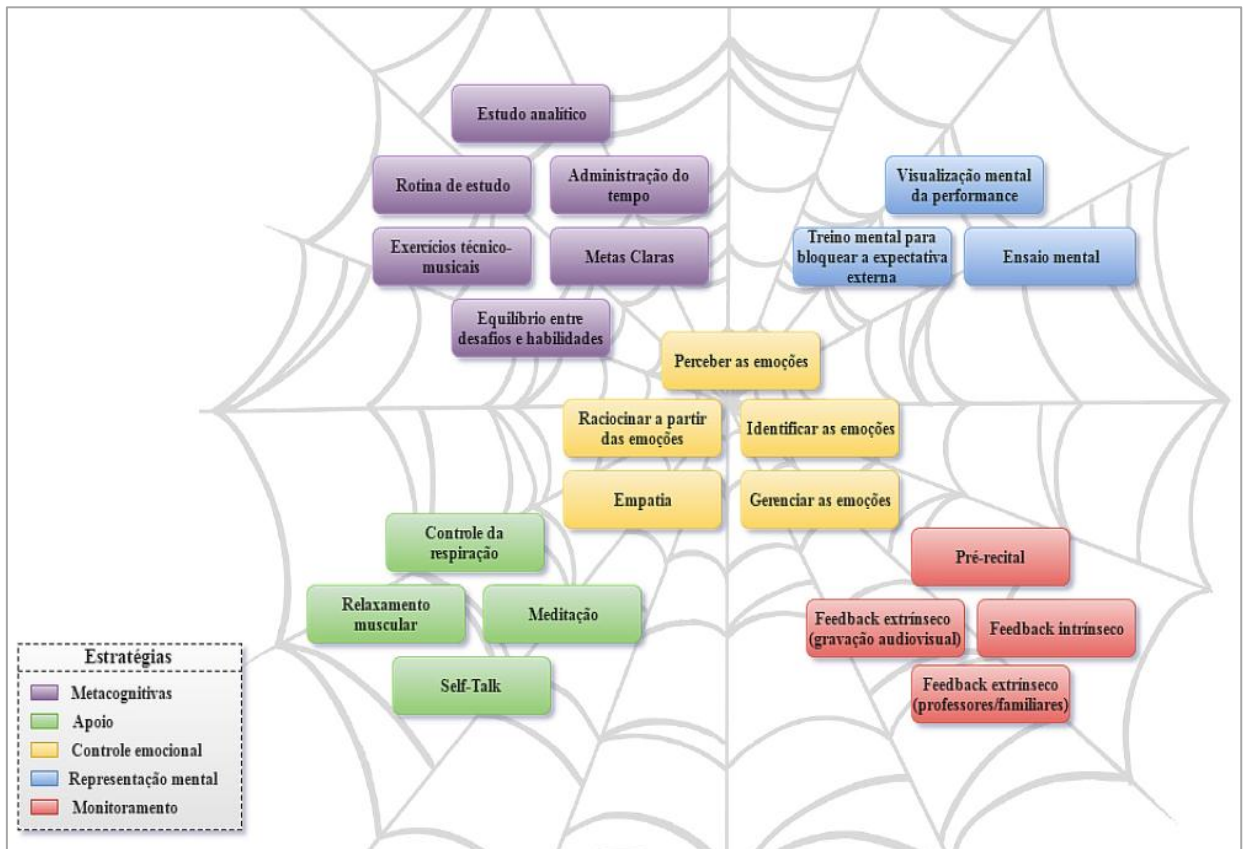 Estudo analítico
Rotina de estudo
Administração do
tempo
Exercícios técnico-
musicais
Metas Claras
Equilíbrio entre
desafios e habilidades
Visualização mental
da performance
Treino mental para
bloquear a expectativa
externa
Ensaio mental
Perceber as emoções
Raciocinar a partir
das emoções
Identificar as emoções
Empatia
Gerenciar as emoções
Controle da
respiração
Relaxamento
muscular
Meditação
Self-Talk
Pré-recital
Feedback extrínseco
(gravação audiovisual)
Feedback intrínseco
Feedback extrínseco
(professores/familiares)
Estratégias
Metacognitivas
Apoio
Controle emocional
Representação mental
Monitoramento